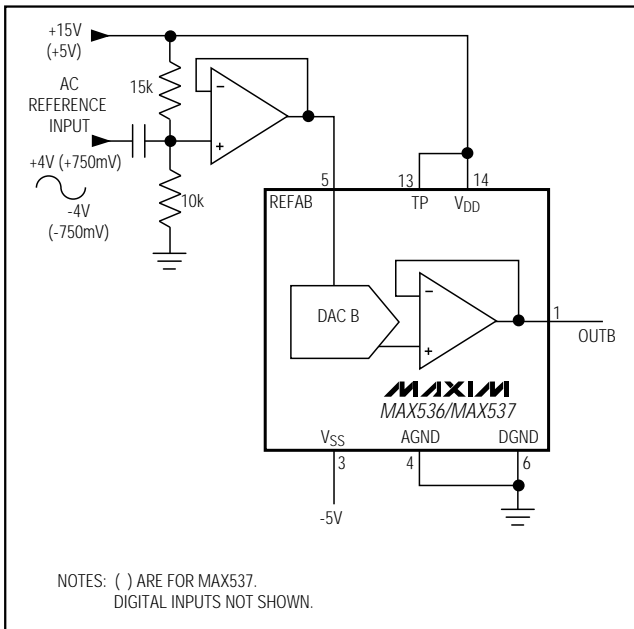 +15V
(+5V)
AC
REFERENCE
INPUT
15k
+4V (+750mV)
-4V
(-750mV)
10k
−
+
5
13
14
REFAB
TP
VDD
DAC B
−
+
1
OUTB
MAXIM
MAX536/MAX537
VSS
AGND
DGND
3
4
6
-5V
NOTES: ( ) ARE FOR MAX537.
DIGITAL INPUTS NOT SHOWN.